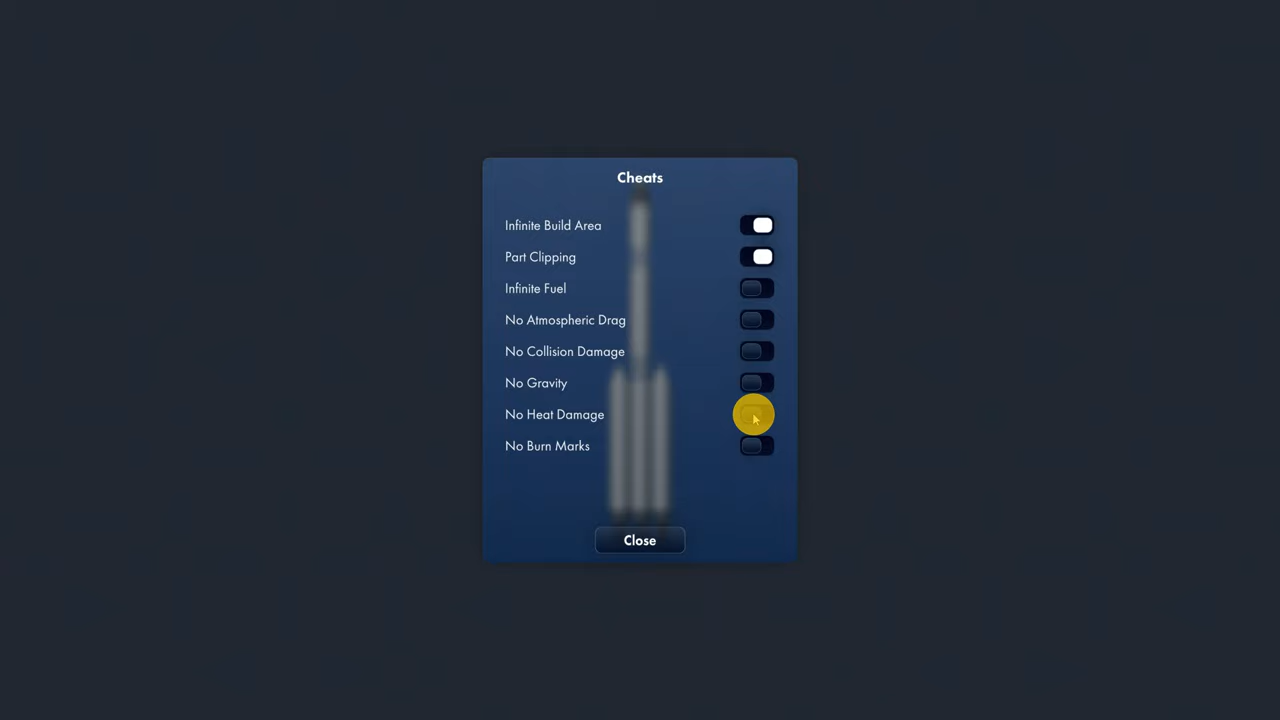 Cheats
Infinite Build Area
Part Clipping
Infinite Fuel
No Atmospheric Drag
No Collision Damage
No Gravity
No Heat Damage
No Burn Marks
Close